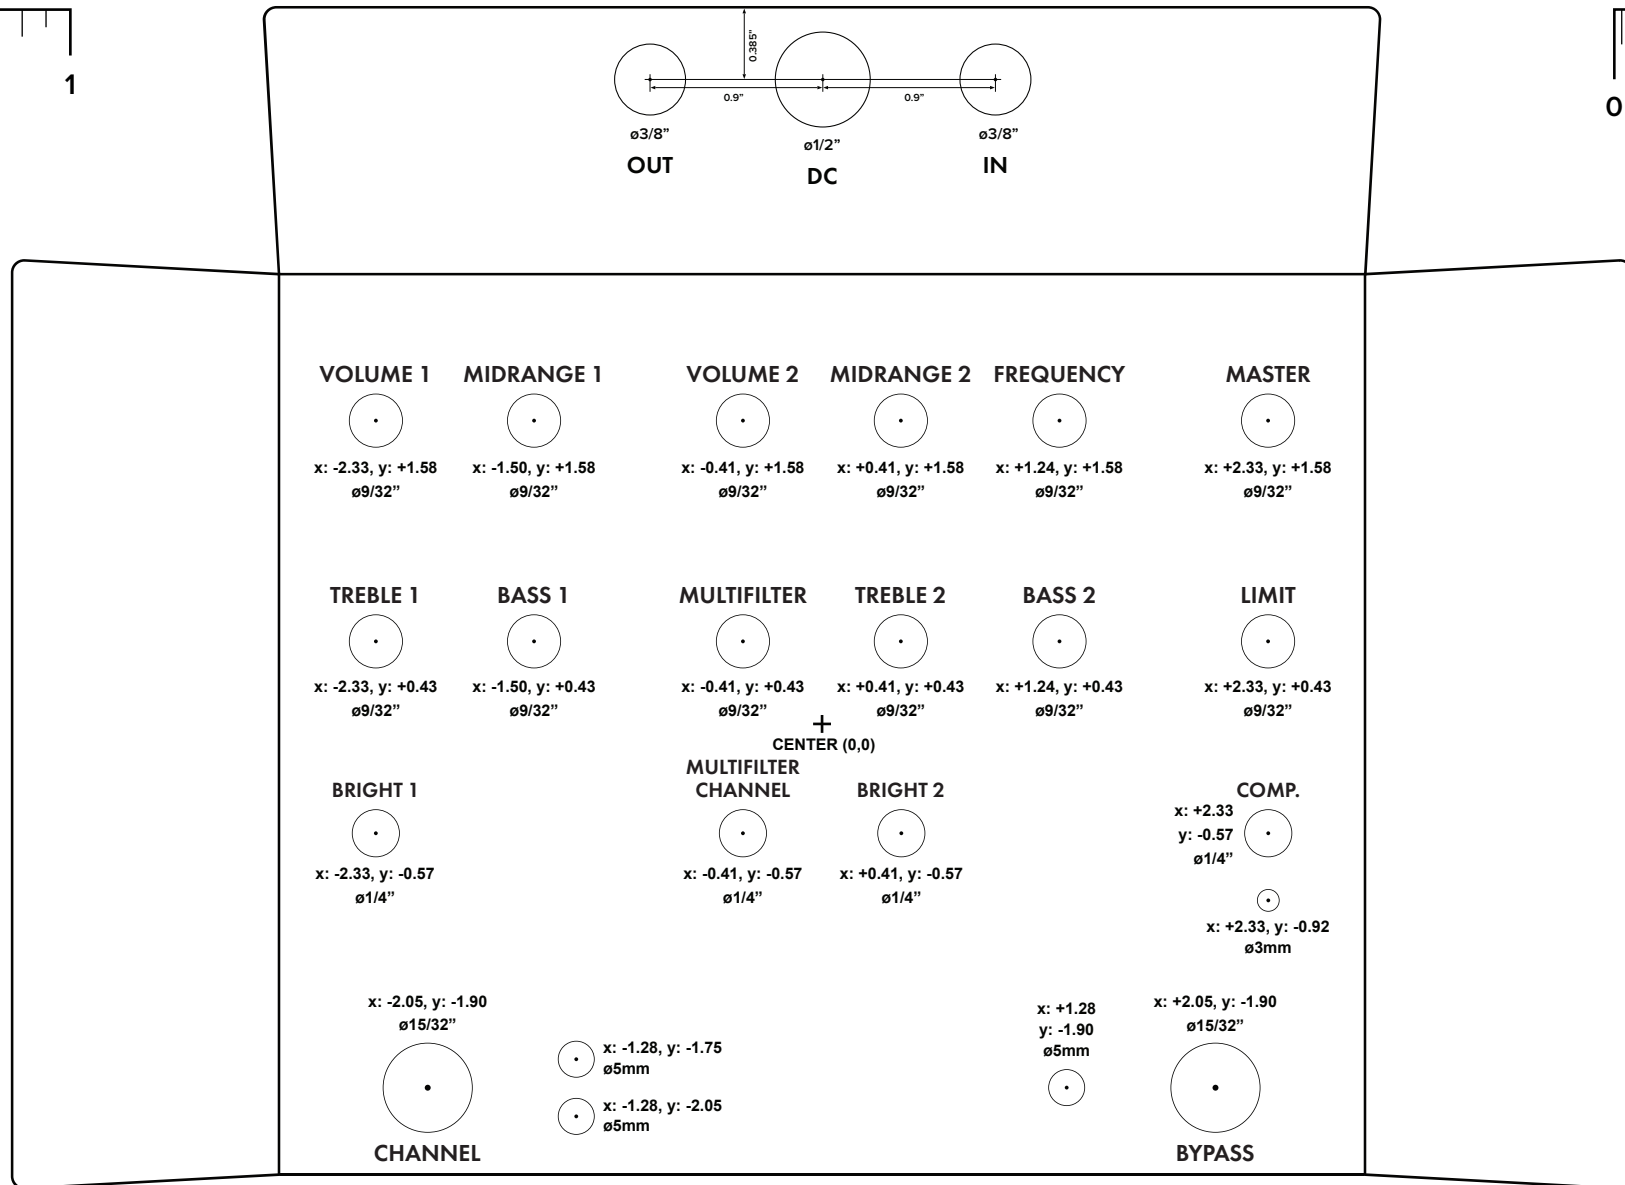 1
0
0.385”
0.9”
0.9”
ø3/8”
ø1/2”
ø3/8”
OUT
DC
IN
VOLUME 1
MIDRANGE 1
VOLUME 2
MIDRANGE 2
FREQUENCY
MASTER
x: -2.33, y: +1.58
ø9/32”
x: -1.50, y: +1.58
ø9/32”
x: -0.41, y: +1.58
ø9/32”
x: +0.41, y: +1.58
ø9/32”
x: +1.24, y: +1.58
ø9/32”
x: +2.33, y: +1.58
ø9/32”
TREBLE 1
BASS 1
MULTIFILTER
TREBLE 2
BASS 2
LIMIT
x: -2.33, y: +0.43
ø9/32”
x: -1.50, y: +0.43
ø9/32”
x: -0.41, y: +0.43
ø9/32”
x: +0.41, y: +0.43
ø9/32”
x: +1.24, y: +0.43
ø9/32”
x: +2.33, y: +0.43
ø9/32”
CENTER (0,0)
BRIGHT 1
MULTIFILTER
CHANNEL
BRIGHT 2
COMP.
x: -2.33, y: -0.57
ø1/4”
x: -0.41, y: -0.57
ø1/4”
x: +0.41, y: -0.57
ø1/4”
x: +2.33
y: -0.57
ø1/4”
x: +2.33, y: -0.92
ø3mm
x: -2.05, y: -1.90
ø15/32”
x: -1.28, y: -1.75
ø5mm
x: -1.28, y: -2.05
ø5mm
x: +1.28
y: -1.90
ø5mm
x: +2.05, y: -1.90
ø15/32”
CHANNEL
BYPASS